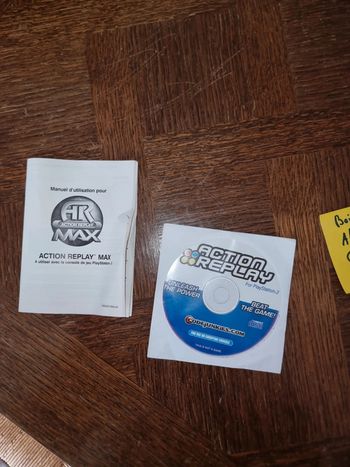 Manuel d'utilisation pour
AR
ACTION REPLAY
MAX
ACTION REPLAY™ MAX
A utiliser avec la console de jeu PlayStation®2
ACTION
REPLAY
For PlayStation®2
UNLEASH
THE POWER
BEAT
THE GAME!
CODEJUNKIES.COM